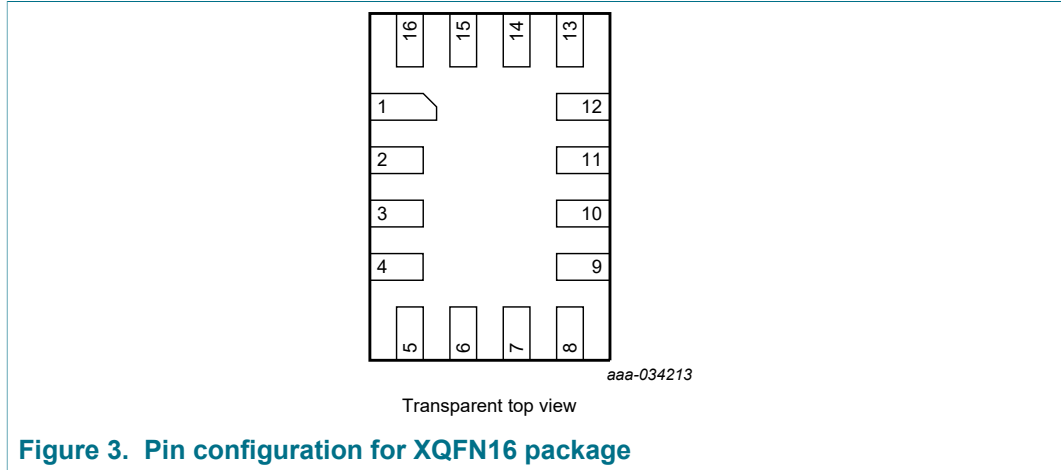 16 15 14 13
1 12
2 11
3 10
4 9
5 6 7 8
aaa-034213
Transparent top view
Figure 3. Pin configuration for XQFN16 package